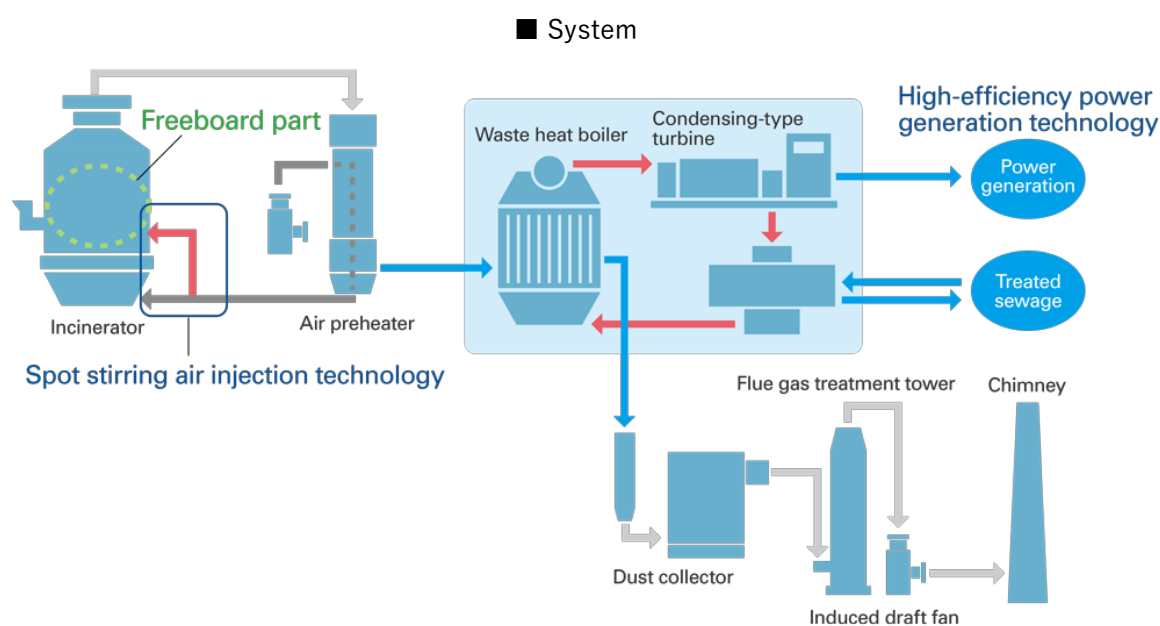 ■ System
Freeboard part
Incinerator
Air preheater
Spot stirring air injection technology
Waste heat boiler
Condensing-type
turbine
High-efficiency power
generation technology
Power
generation
Treated
sewage
Dust collector
Flue gas treatment tower
Induced draft fan
Chimney